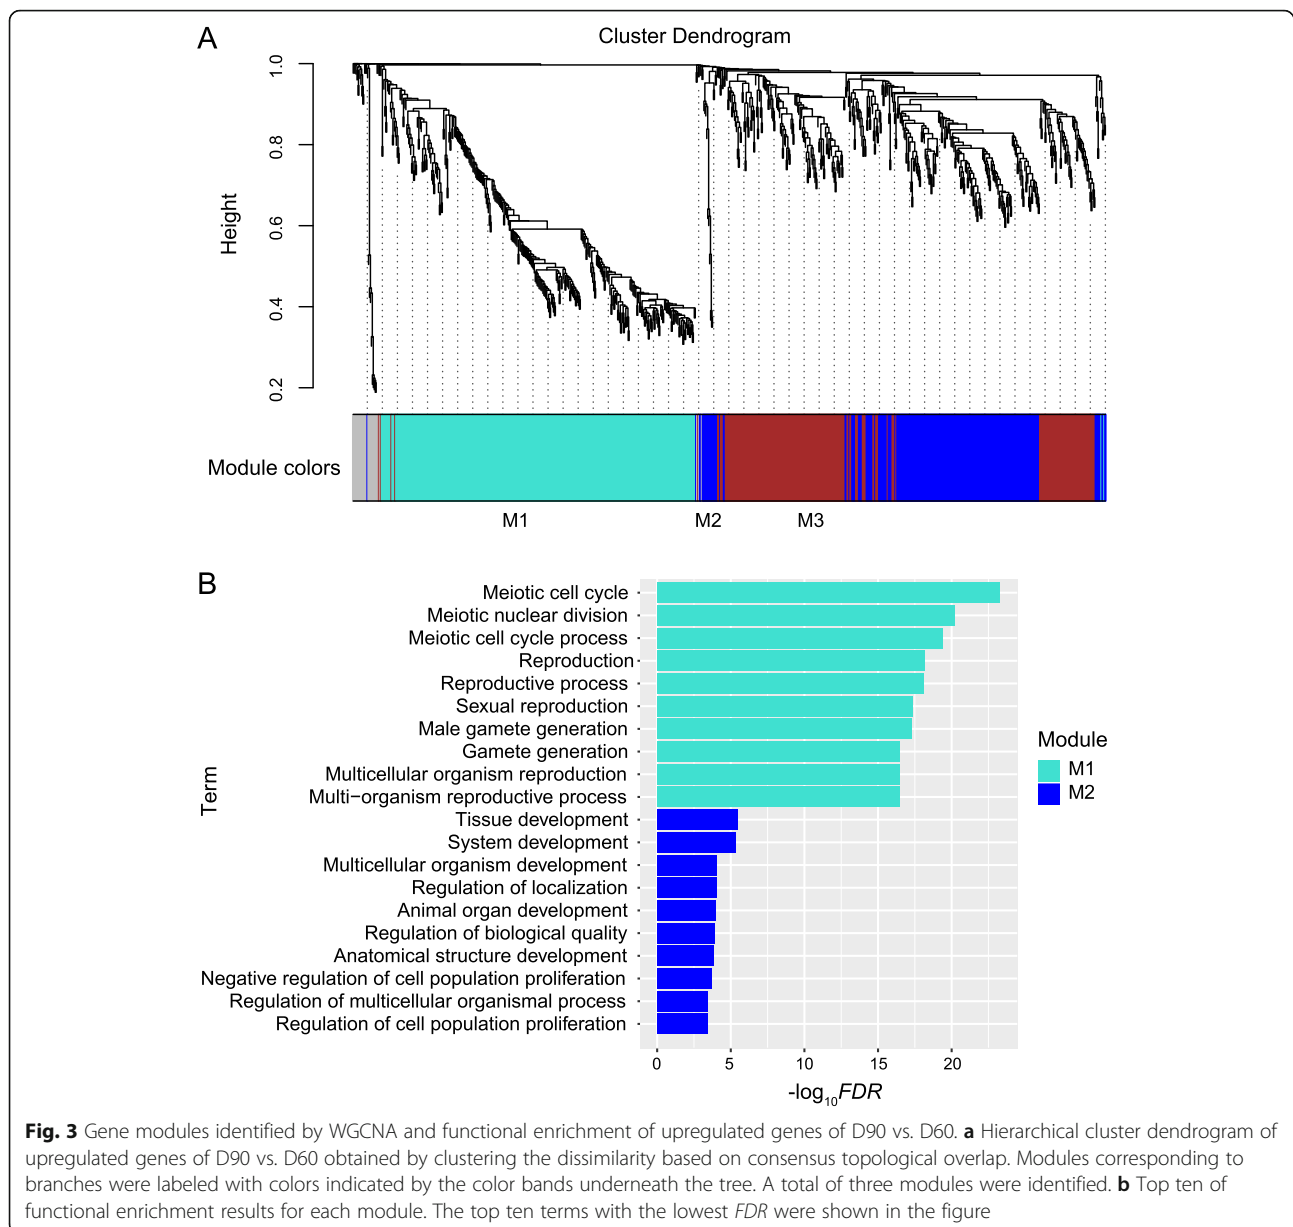 A
Cluster Dendrogram
Height
1.0
0.8
0.6
0.4
0.2
Module colors
M1
M2
M3
B
Term
Meiotic cell cycle
Meiotic nuclear division
Meiotic cell cycle process
Reproduction
Reproductive process
Sexual reproduction
Male gamete generation
Gamete generation
Multicellular organism reproduction
Multi−organism reproductive process
Tissue development
System development
Multicellular organism development
Regulation of localization
Animal organ development
Regulation of biological quality
Anatomical structure development
Negative regulation of cell population proliferation
Regulation of multicellular organismal process
Regulation of cell population proliferation
0 5 10 15 20
-log10FDR
Module
M1
M2
Fig. 3 Gene modules identified by WGCNA and functional enrichment of upregulated genes of D90 vs. D60. a Hierarchical cluster dendrogram of
upregulated genes of D90 vs. D60 obtained by clustering the dissimilarity based on consensus topological overlap. Modules corresponding to
branches were labeled with colors indicated by the color bands underneath the tree. A total of three modules were identified. b Top ten of
functional enrichment results for each module. The top ten terms with the lowest FDR were shown in the figure